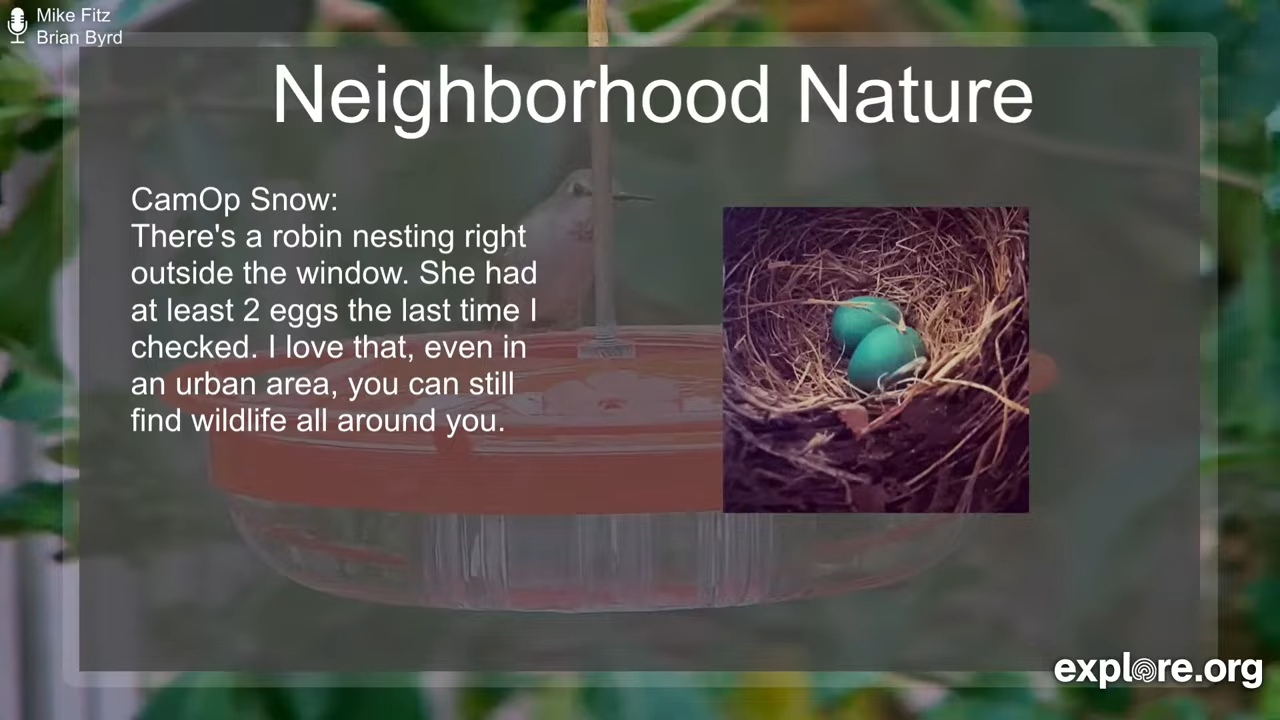 Mike Fitz
Brian Byrd
Neighborhood Nature
CamOp Snow:
There's a robin nesting right
outside the window. She had
at least 2 eggs the last time I
checked. I love that, even in
an urban area, you can still
find wildlife all around you.
explore.org